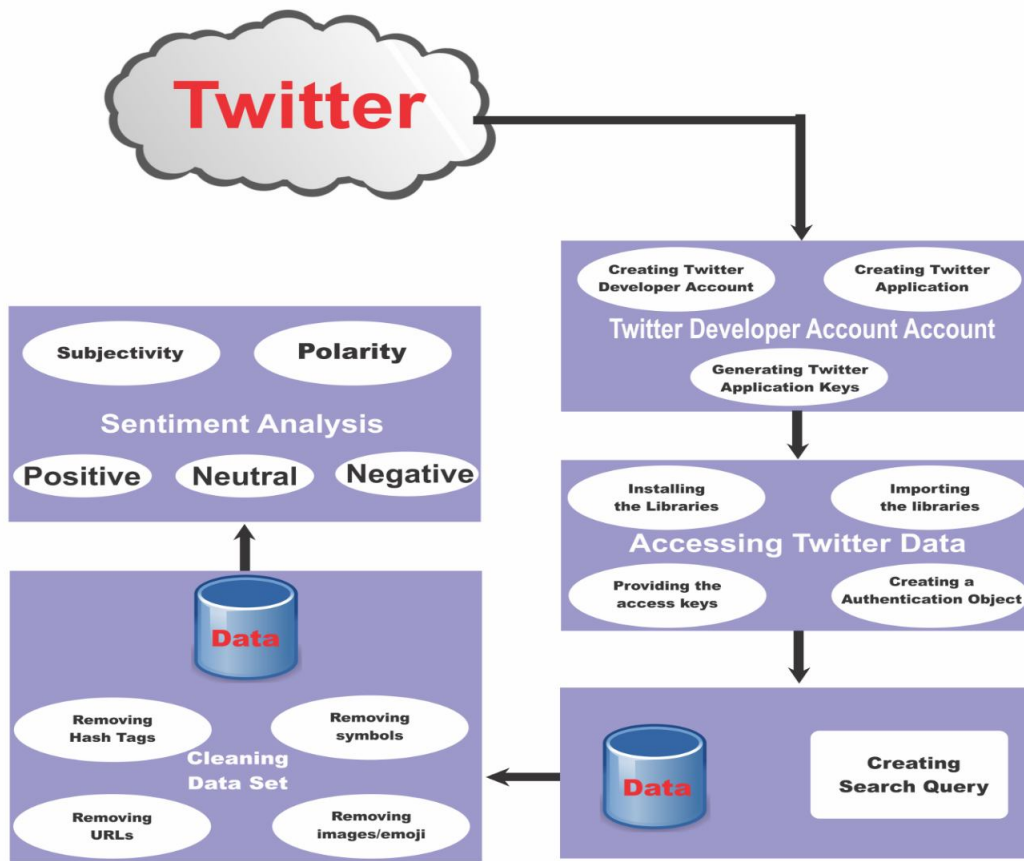 Twitter
Creating Twitter
Developer Account
Creating Twitter
Application
Twitter Developer Account Account
Generating Twitter
Application Keys
Installing
the Libraries
Importing
the libraries
Accessing Twitter Data
Providing the
access keys
Creating a
Authentication Object
Data
Creating
Search Query
Data
Removing
Hash Tags
Removing
symbols
Cleaning
Data Set
Removing
URLs
Removing
images/emoji
Subjectivity
Polarity
Sentiment Analysis
Positive
Neutral
Negative